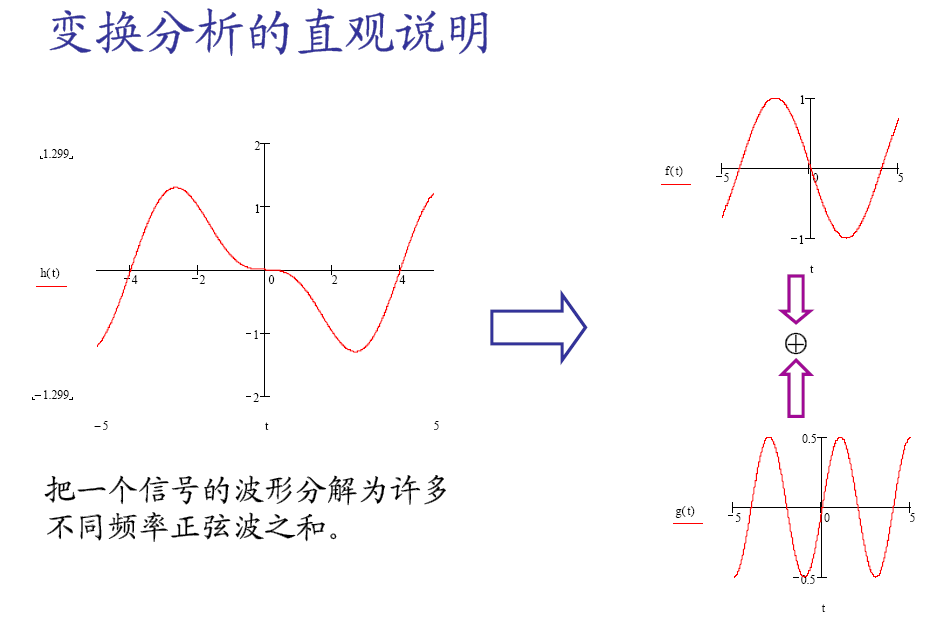 变换分析的直观说明
1.299
2
1
h(t)
-4
-2
0
2
4
-1
-1.299
-2
-5
t
5
把一个信号的波形分解为许多
不同频率正弦波之和。
1
f(t)
-5
0
5
-1
t
⊕
0.5
g(t)
-5
0
5
-0.5
t